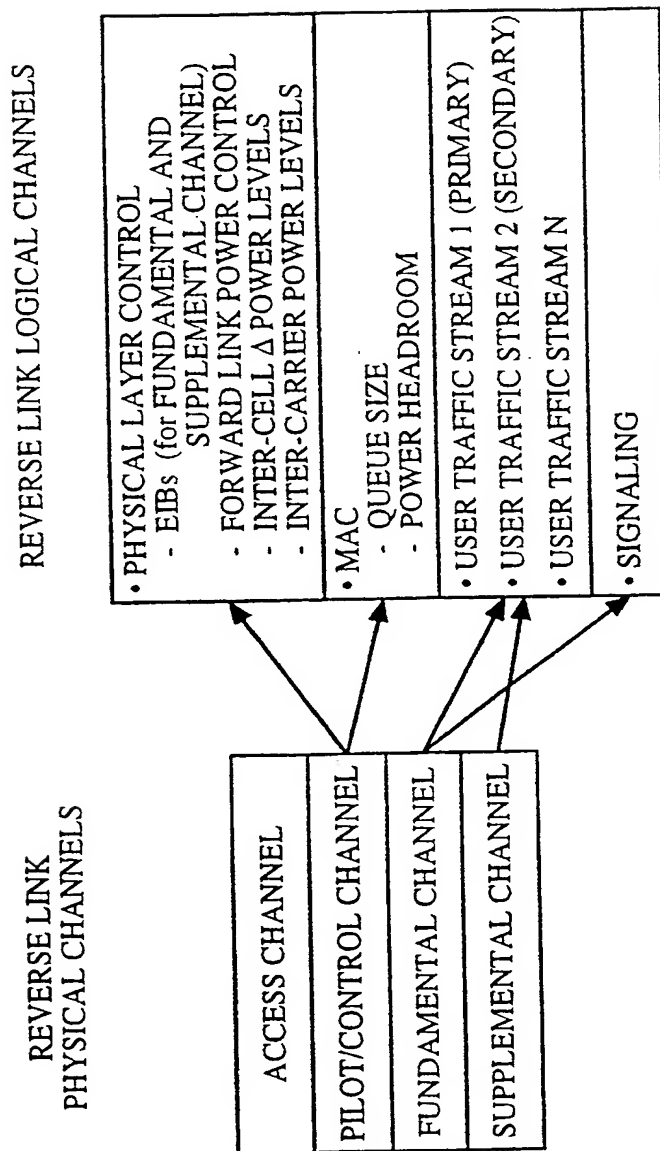 REVERSE LINK
PHYSICAL CHANNELS
ACCESS CHANNEL
PILOT/CONTROL CHANNEL
FUNDAMENTAL CHANNEL
SUPPLEMENTAL CHANNEL
REVERSE LINK LOGICAL CHANNELS
• PHYSICAL LAYER CONTROL
- EIBs (for FUNDAMENTAL AND
SUPPLEMENTAL CHANNEL)
- FORWARD LINK POWER CONTROL
- INTER-CELL Δ POWER LEVELS
- INTER-CARRIER POWER LEVELS
• MAC
- QUEUE SIZE
- POWER HEADROOM
• USER TRAFFIC STREAM 1 (PRIMARY)
• USER TRAFFIC STREAM 2 (SECONDARY)
• USER TRAFFIC STREAM N
• SIGNALING